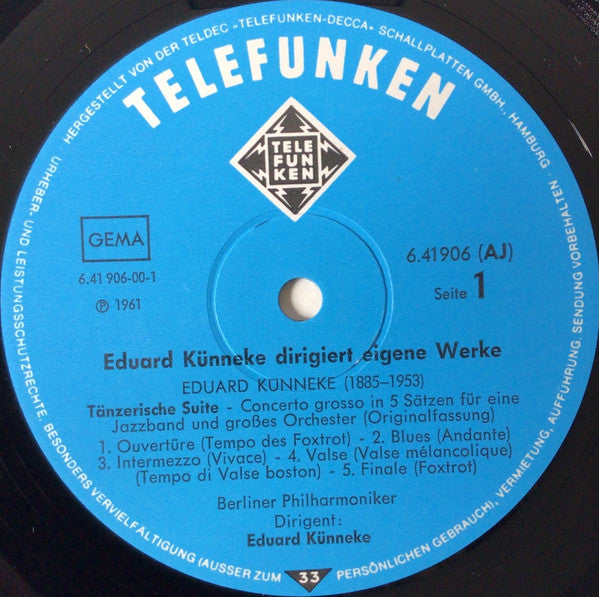 HERGESTELLT VON DER TELDEC »TELEFUNKEN-DECCA« SCHALLPLATTEN GMBH., HAMBURG
TELEFUNKEN
TELE
FUN
KEN
GEMA
6.41 906-00-1
Ⓟ 1961
6.41906 (AJ)
Seite 1
Eduard Künneke dirigiert eigene Werke
EDUARD KÜNNEKE (1885–1953)
Tänzerische Suite - Concerto grosso in 5 Sätzen für eine
Jazzband und großes Orchester (Originalfassung)
1. Ouvertüre (Tempo des Foxtrot) - 2. Blues (Andante)
3. Intermezzo (Vivace) - 4. Valse (Valse mélancolique)
(Tempo di Valse boston) - 5. Finale (Foxtrot)
Berliner Philharmoniker
Dirigent:
Eduard Künneke
URHEBER- UND LEISTUNGSSCHUTZRECHTE, BESONDERS VERVIELFÄLTIGUNG (AUSSER ZUM
33
PERSÖNLICHEN GEBRAUCH), VERMIETUNG, AUFFÜHRUNG, SENDUNG VORBEHALTEN.